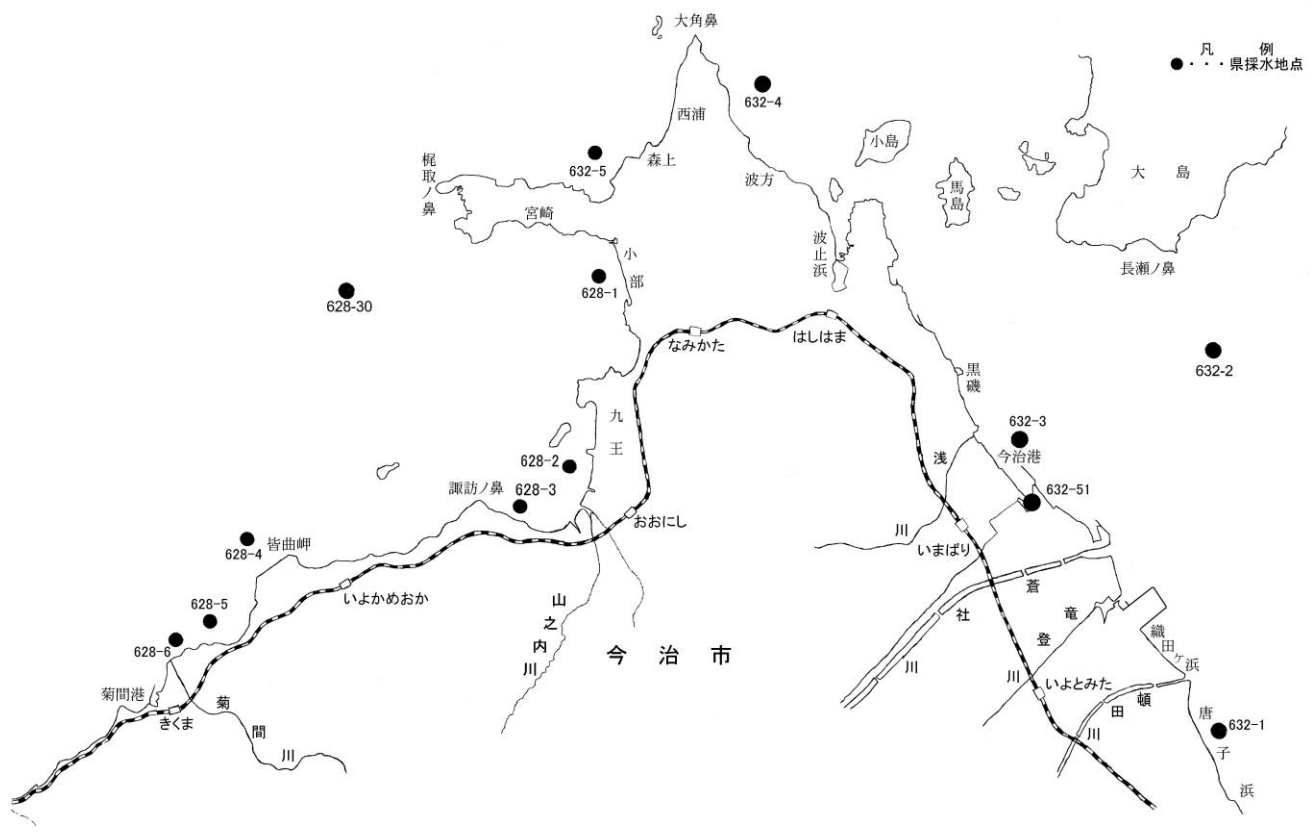 大角鼻
凡　例
●・・・県採水地点
632-4
西浦
小島
632-5
森上
梶取ノ鼻
波方
馬島
大　島
宮崎
小部
波止浜
長瀬ノ鼻
628-1
628-30
なみかた
はしはま
632-2
黒磯
九王
632-3
今治港
浅川
628-2
諏訪ノ鼻
628-3
632-51
おおにし
いまばり
628-4
皆曲岬
いよかめおか
蒼社川
628-5
山之内川
竜登川
織田ヶ浜
628-6
今　治　市
いよとみた
菊間港
きくま
菊間川
頓田川
唐子浜
632-1